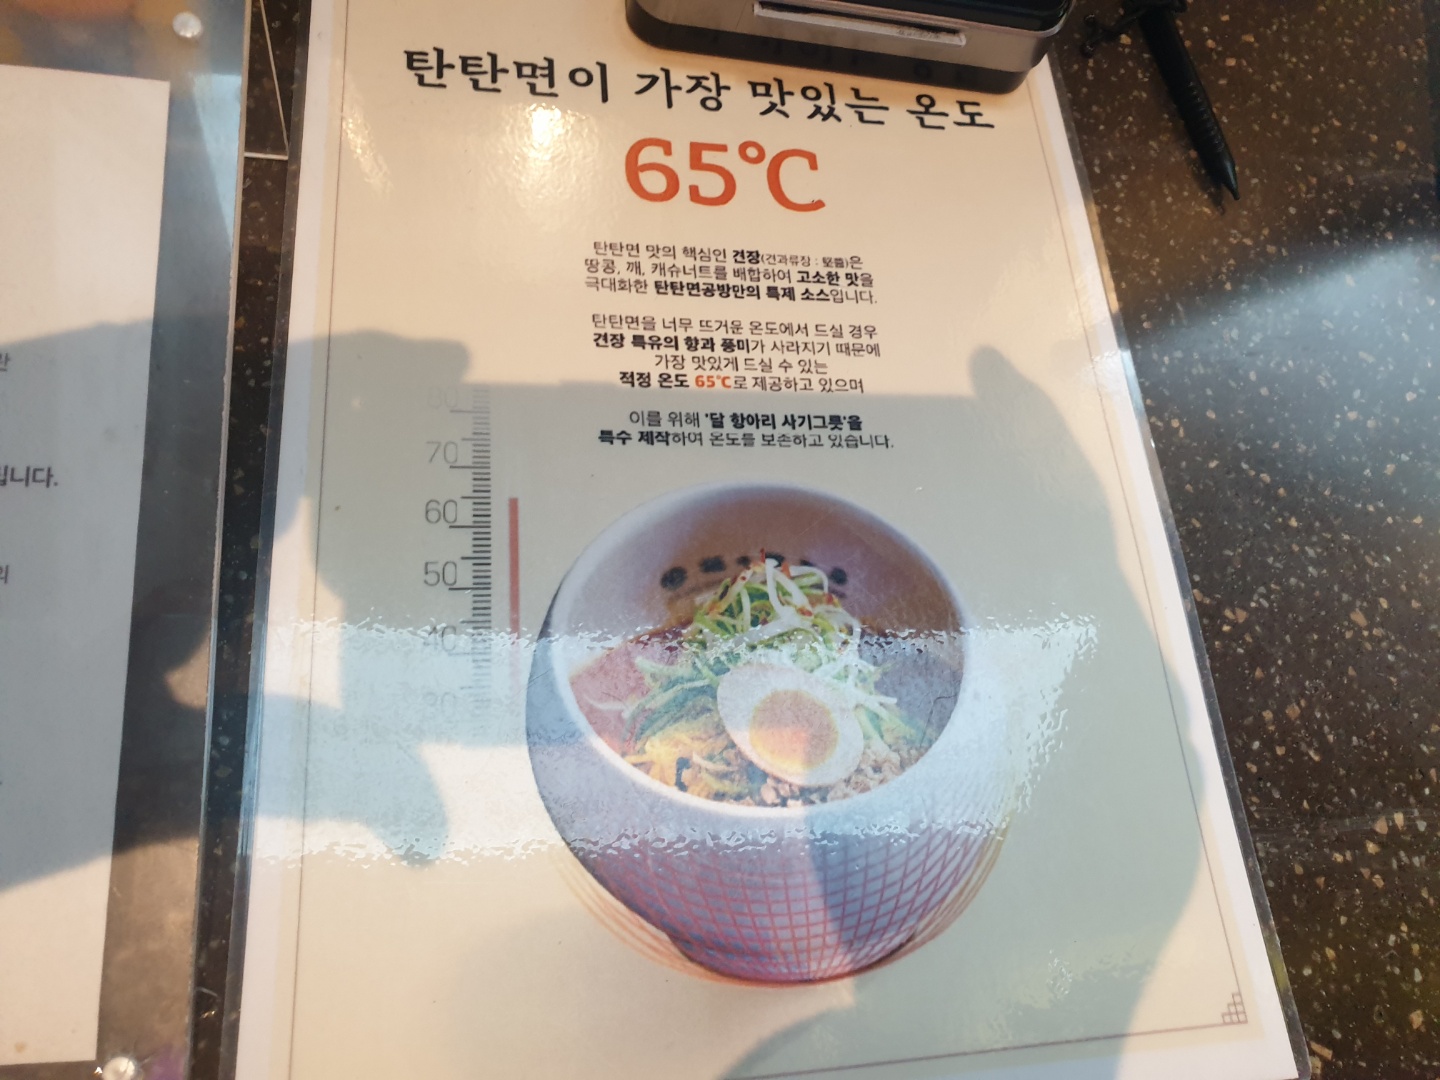 탄탄면이 가장 맛있는 온도
65℃
탄탄면 맛의 핵심인 견장(견과류장 : 堅醬)은
땅콩, 깨, 캐슈너트를 배합하여 고소한 맛을
극대화한 탄탄면공방만의 특제 소스입니다.
탄탄면을 너무 뜨거운 온도에서 드실 경우
견장 특유의 향과 풍미가 사라지기 때문에
가장 맛있게 드실 수 있는
적정 온도 65℃로 제공하고 있으며
이를 위해 '달 항아리 사기그릇'을
특수 제작하여 온도를 보존하고 있습니다.
80
70
60
50
40
30
란
됩니다.
의